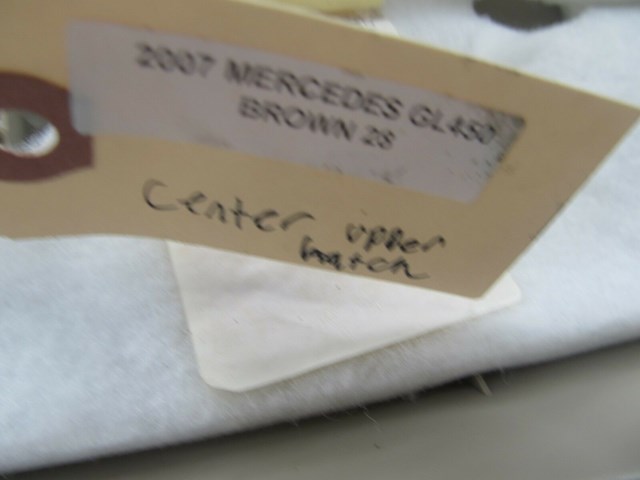 2007 MERCEDES GL450
BROWN 28
Center upper
hatch